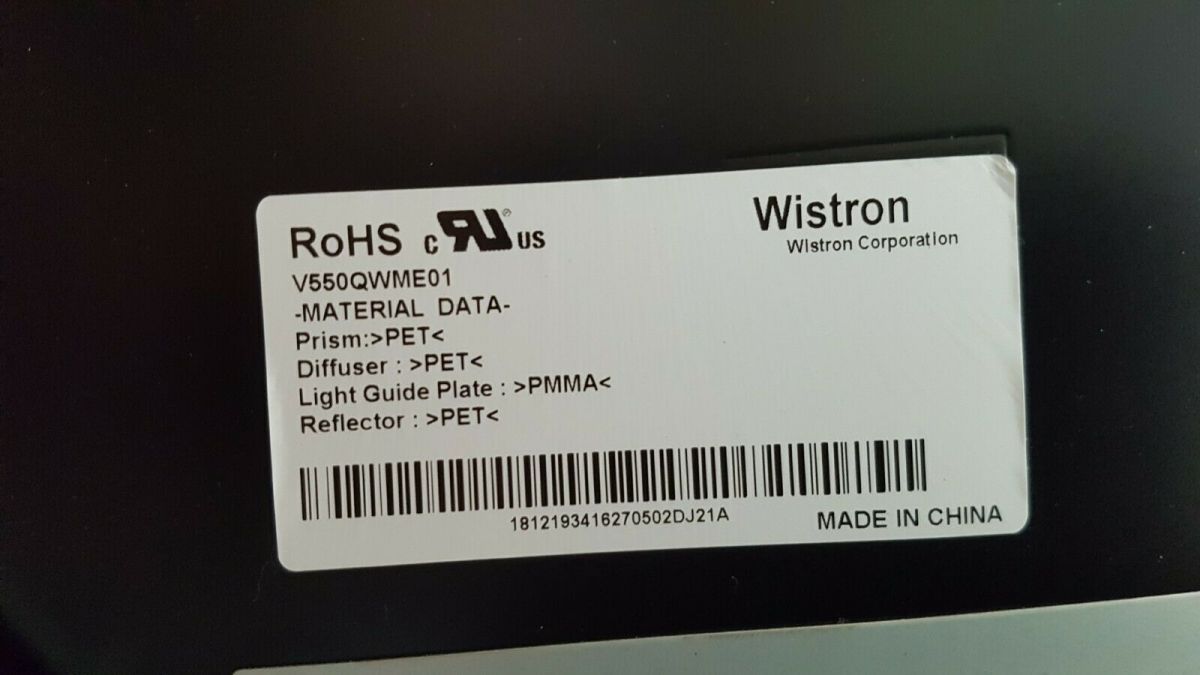 RoHS c RU® US
V550QWME01
-MATERIAL DATA-
Prism:>PET<
Diffuser : >PET<
Light Guide Plate : >PMMA<
Reflector : >PET<
Wistron
Wistron Corporation
1812193416270502DJ21A
MADE IN CHINA